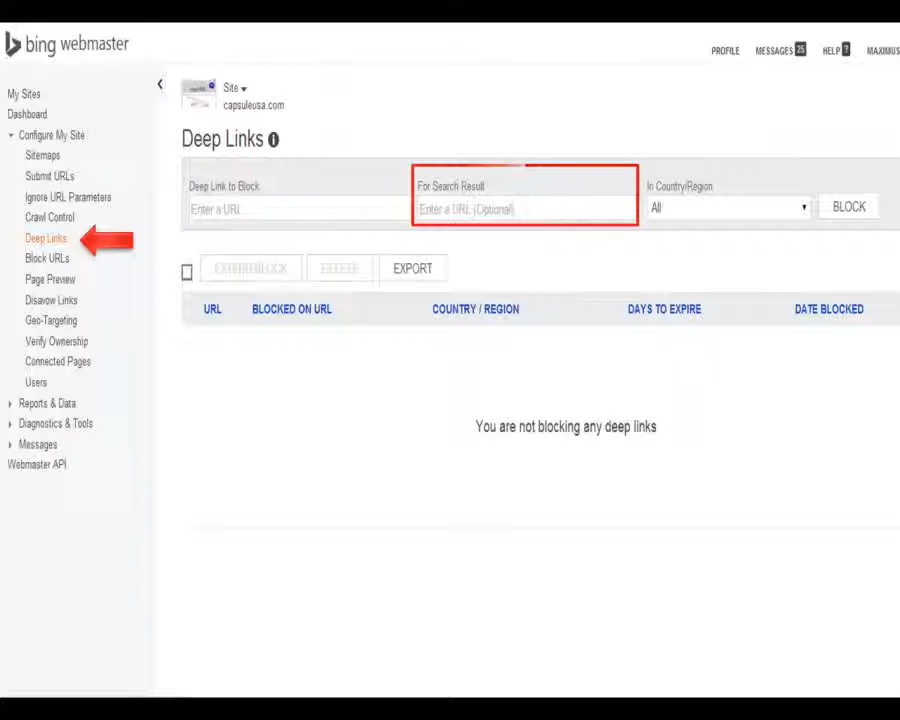 bing webmaster
PROFILE MESSAGES 25 HELP ? MAXIMUS
My Sites
Dashboard
Configure My Site
Sitemaps
Submit URLs
Ignore URL Parameters
Crawl Control
Deep Links
Block URLs
Page Preview
Disavow Links
Geo-Targeting
Verify Ownership
Connected Pages
Users
Reports & Data
Diagnostics & Tools
Messages
Webmaster API
Site
capsuleusa.com
Deep Links
Deep Link to Block For Search Result In Country/Region
Enter a URL Enter a URL (Optional) All BLOCK
EXTEND BLOCK DELETE EXPORT
URL BLOCKED ON URL COUNTRY / REGION DAYS TO EXPIRE DATE BLOCKED
You are not blocking any deep links